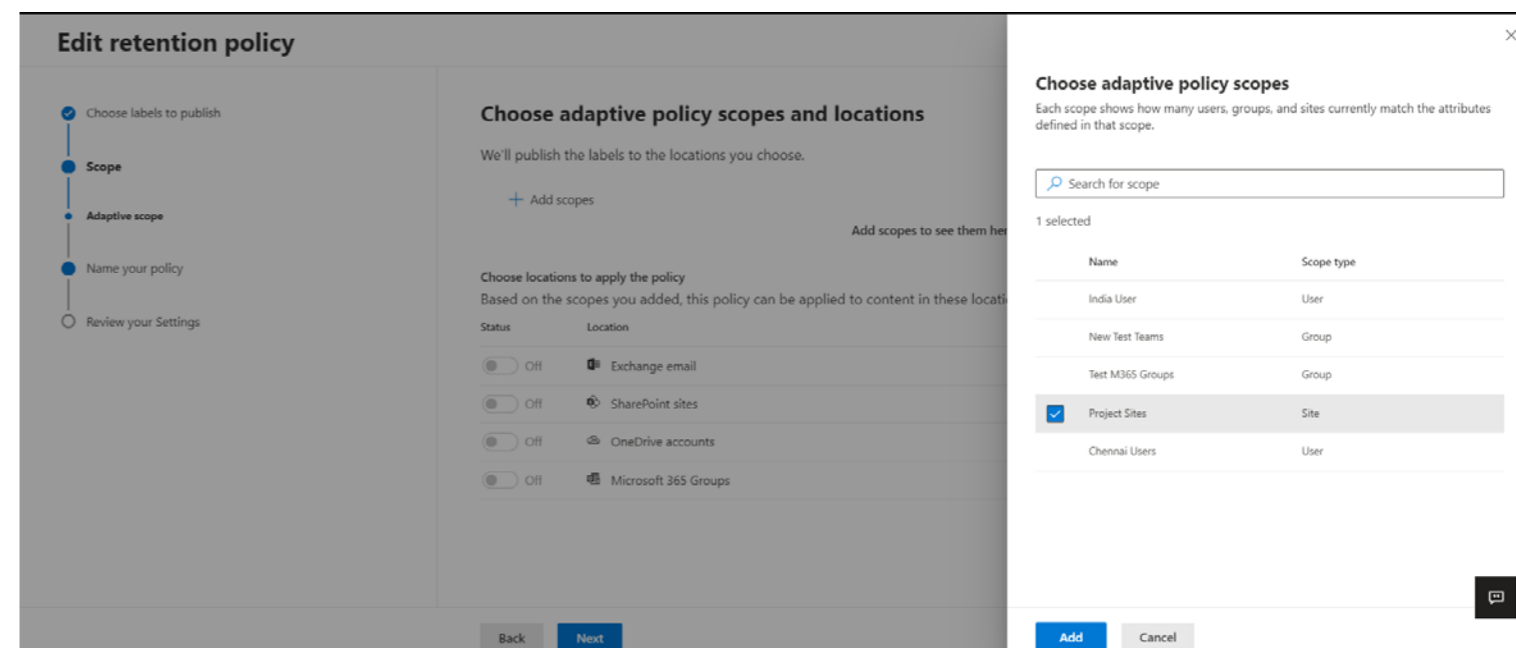 Edit retention policy
Choose labels to publish
Scope
Adaptive scope
Name your policy
Review your Settings
Choose adaptive policy scopes and locations
We'll publish the labels to the locations you choose.
+ Add scopes
Add scopes to see them her
Choose locations to apply the policy
Based on the scopes you added, this policy can be applied to content in these locati
Status Location
Off Exchange email
Off SharePoint sites
Off OneDrive accounts
Off Microsoft 365 Groups
Back Next
Choose adaptive policy scopes
Each scope shows how many users, groups, and sites currently match the attributes
defined in that scope.
Search for scope
1 selected
Name Scope type
India User User
New Test Teams Group
Test M365 Groups Group
Project Sites Site
Chennai Users User
Add Cancel